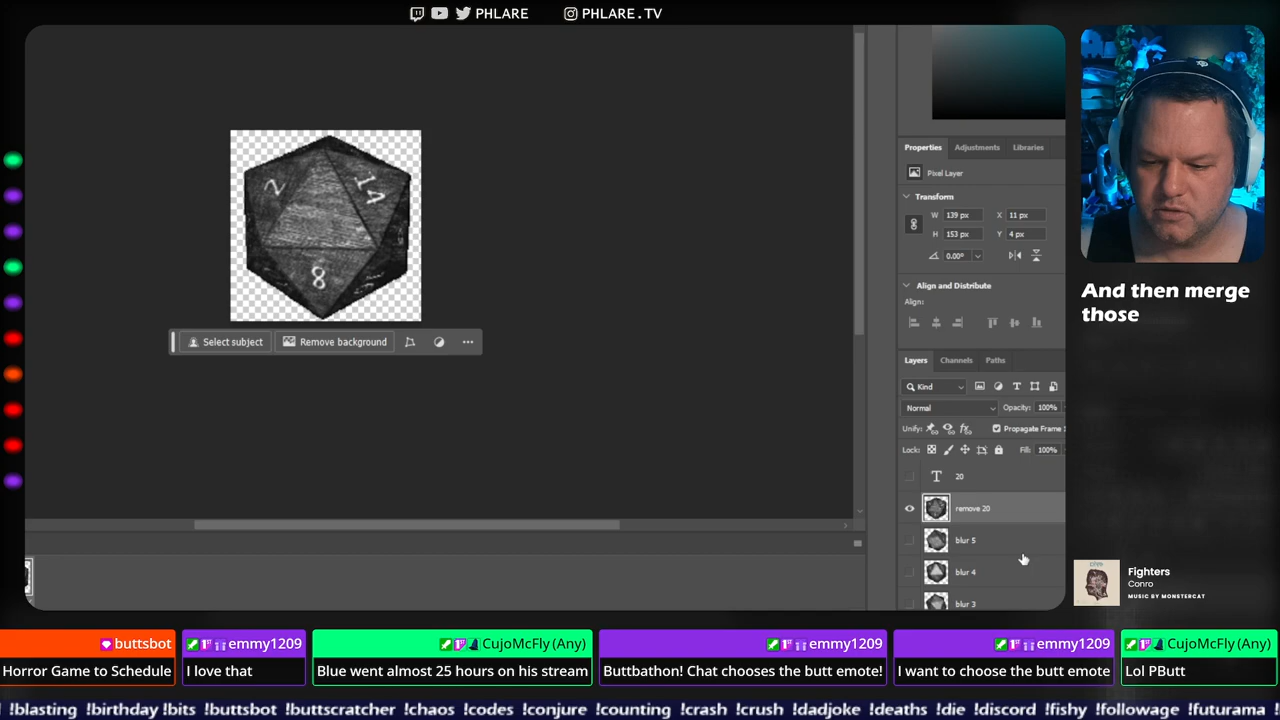 PHLARE
PHLARE.TV
2
14
8
Select subject
Remove background
Properties
Adjustments
Libraries
Pixel Layer
Transform
W 139 px X 11 px
H 153 px Y 4 px
0.00°
Align and Distribute
Align:
Layers
Channels
Paths
Kind
Normal
Opacity: 100%
Unify:
Propagate Frame
Lock:
Fill: 100%
T 20
remove 20
blur 5
blur 4
blur 3
And then merge
those
Fighters
Conro
MUSIC BY MONSTERCAT
buttsbot
Horror Game to Schedule
emmy1209
I love that
CujoMcFly (Any)
Blue went almost 25 hours on his stream
emmy1209
Buttbathon! Chat chooses the butt emote!
emmy1209
I want to choose the butt emote
CujoMcFly (Any)
Lol PButt
!blasting !birthday !bits !buttsbot !buttscratcher !chaos !codes !conjure !counting !crash !crush !dadjoke !deaths !die !discord !fishy !followage !futurama